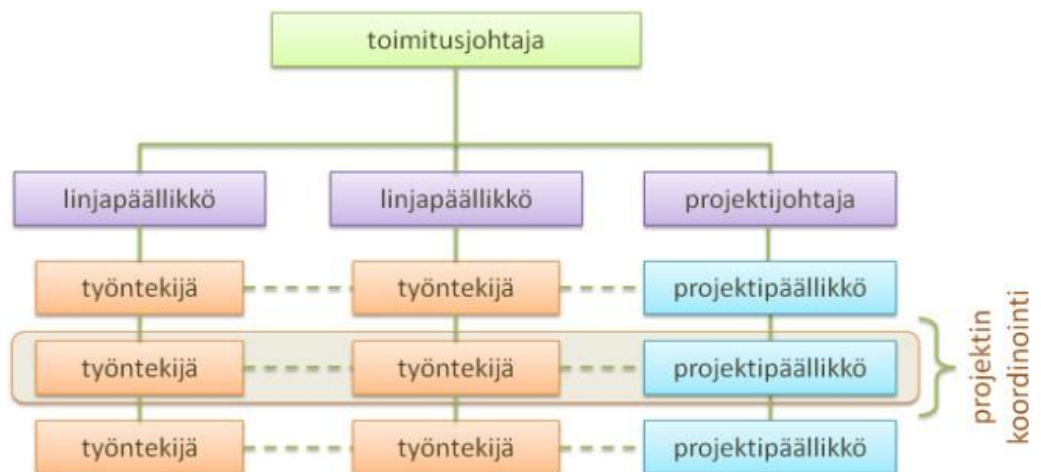 toimitusjohtaja
linjapäällikkö linjapäällikkö projektijohtaja
työntekijä työntekijä projektipäällikkö
työntekijä työntekijä projektipäällikkö
työntekijä työntekijä projektipäällikkö
projektin
koordinointi